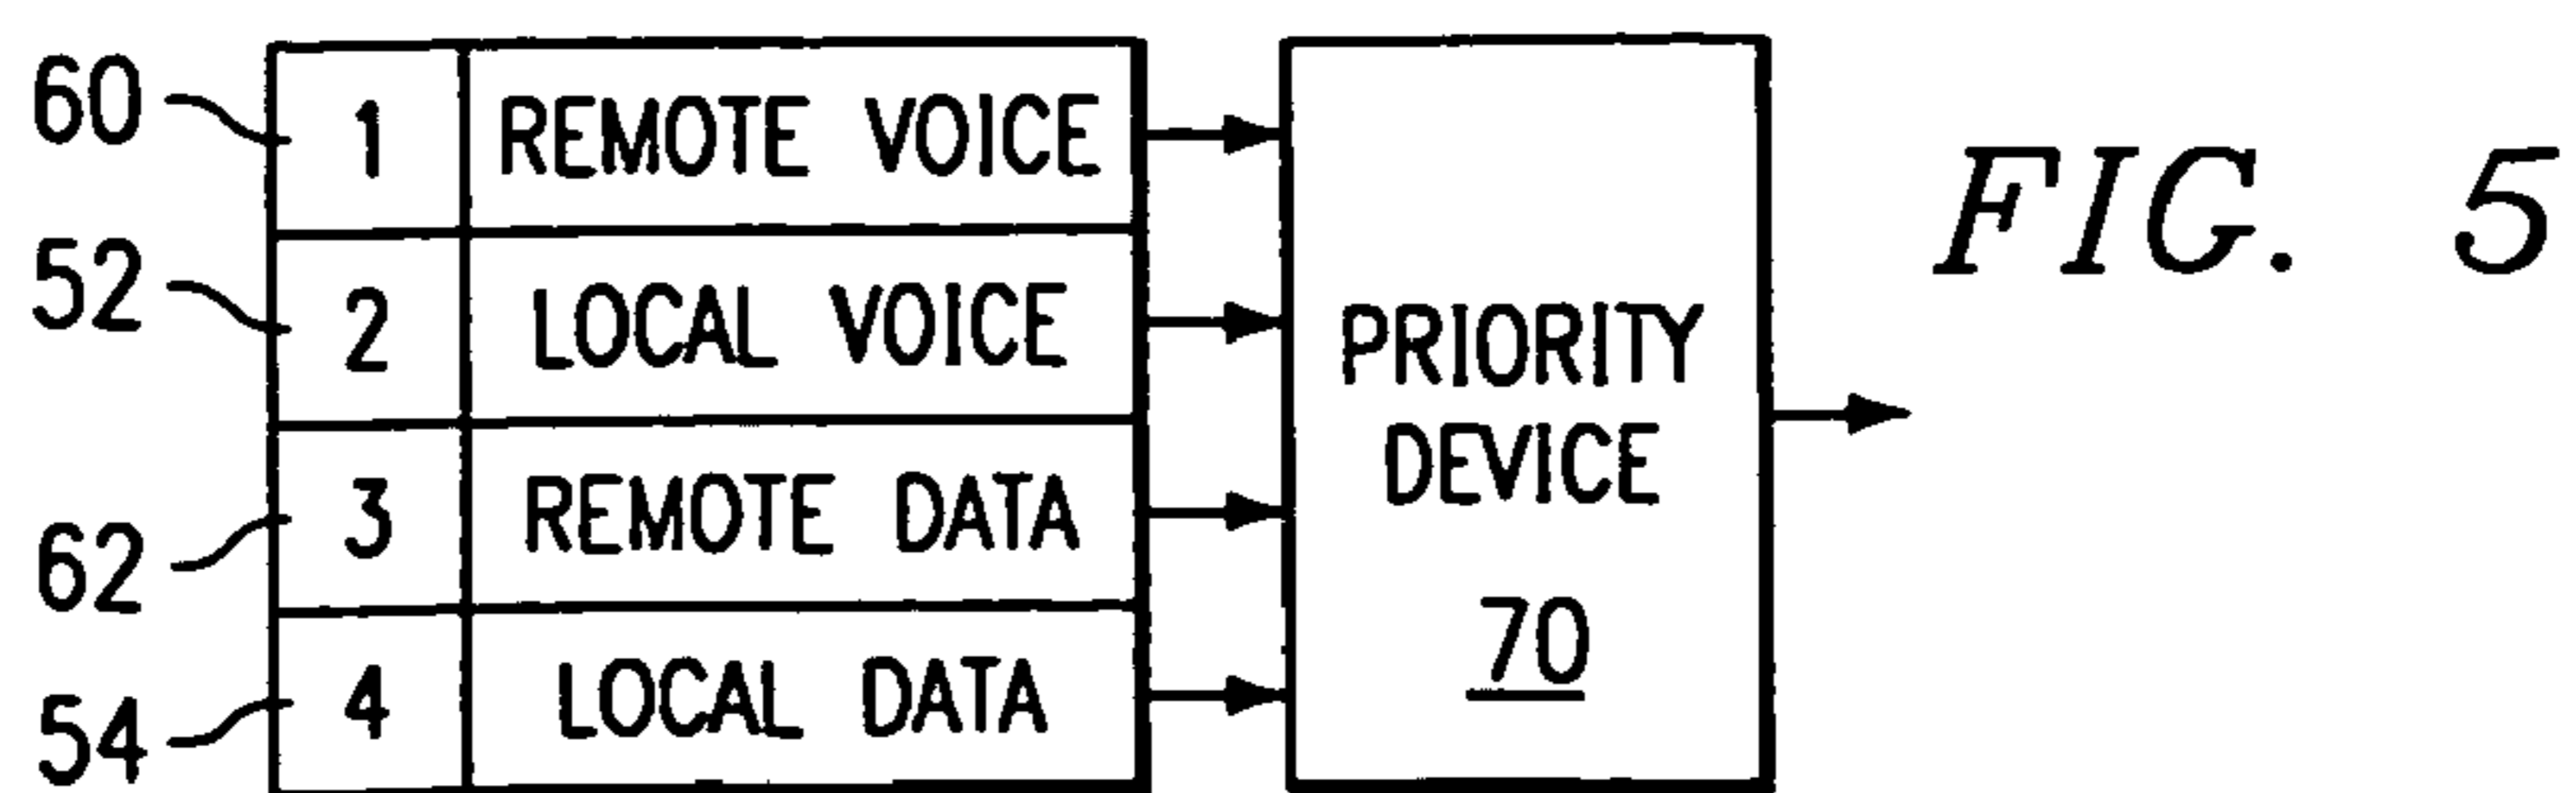 60 1 REMOTE VOICE
52 2 LOCAL VOICE
62 3 REMOTE DATA
54 4 LOCAL DATA
PRIORITY
DEVICE
70
FIG. 5